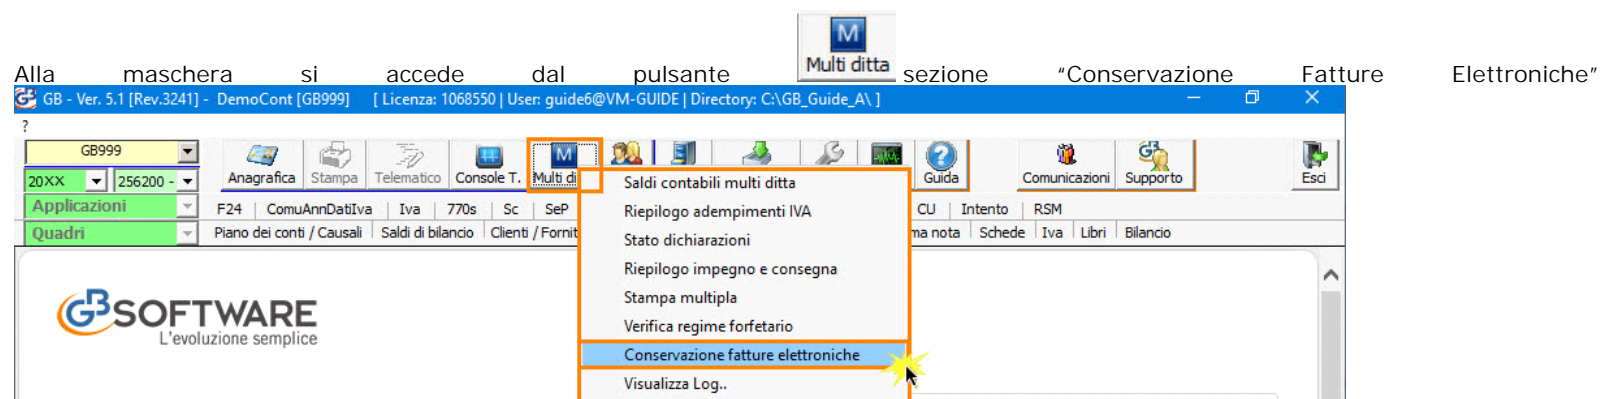 Alla maschera si accede dal pulsante Multi ditta sezione “Conservazione Fatture Elettroniche”
GB - Ver. 5.1 [Rev.3241] - DemoCont [GB999] [ Licenza: 1068550 | User: guide6@VM-GUIDE | Directory: C:\GB_Guide_A\ ]
?
GB999
20XX 256200 -
Anagrafica Stampa Telematico Console T. Multi di Guida Comunicazioni Supporto Esci
Applicazioni F24 ComuAnnDatiIva Iva 770s Sc SeP CU Intento RSM
Quadri Piano dei conti / Causali Saldi di bilancio Clienti / Fornit ma nota Schede Iva Libri Bilancio
Saldi contabili multi ditta
Riepilogo adempimenti IVA
Stato dichiarazioni
Riepilogo impegno e consegna
Stampa multipla
Verifica regime forfetario
Conservazione fatture elettroniche
Visualizza Log..
GBSOFTWARE
L'evoluzione semplice